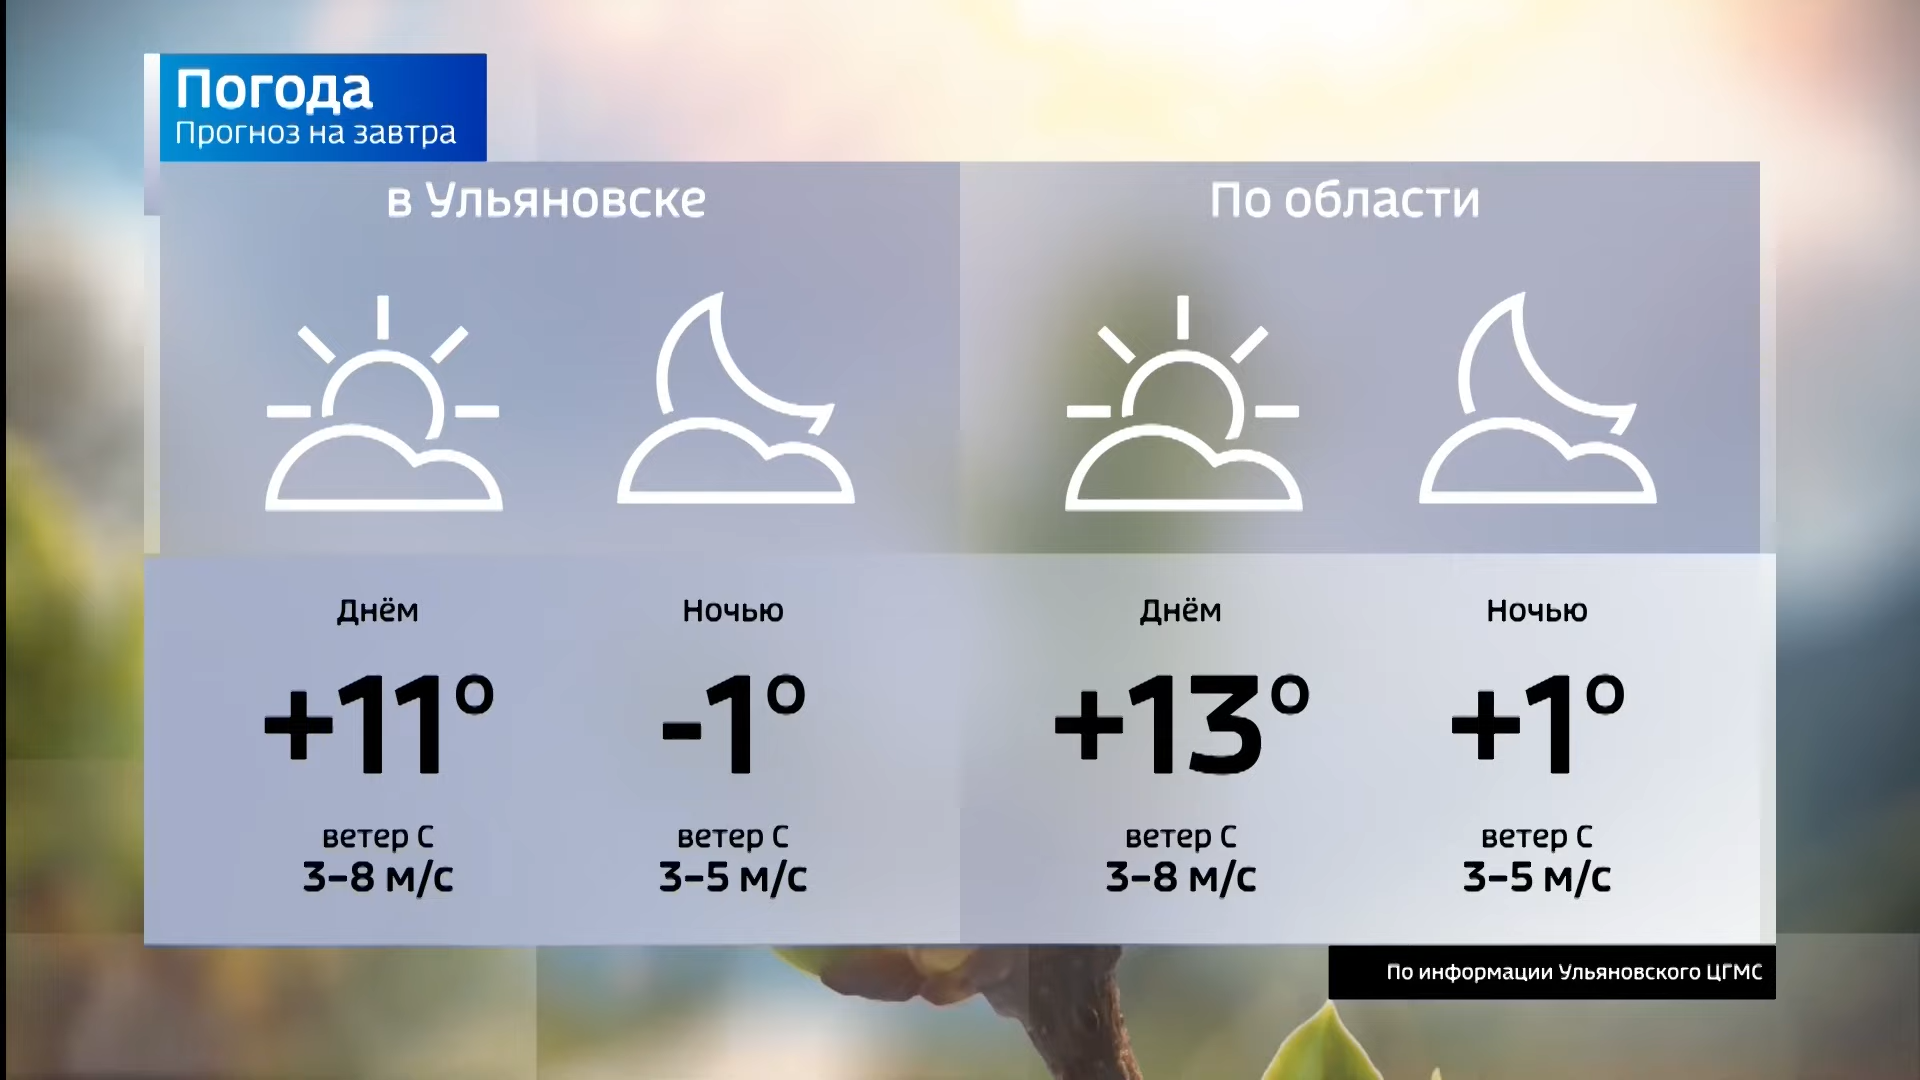 Погода
Прогноз на завтра
в Ульяновске
По области
Днём
Ночью
Днём
Ночью
+11°
-1°
+13°
+1°
ветер С
ветер С
ветер С
ветер С
3-8 м/с
3-5 м/с
3-8 м/с
3-5 м/с
По информации Ульяновского ЦГМС